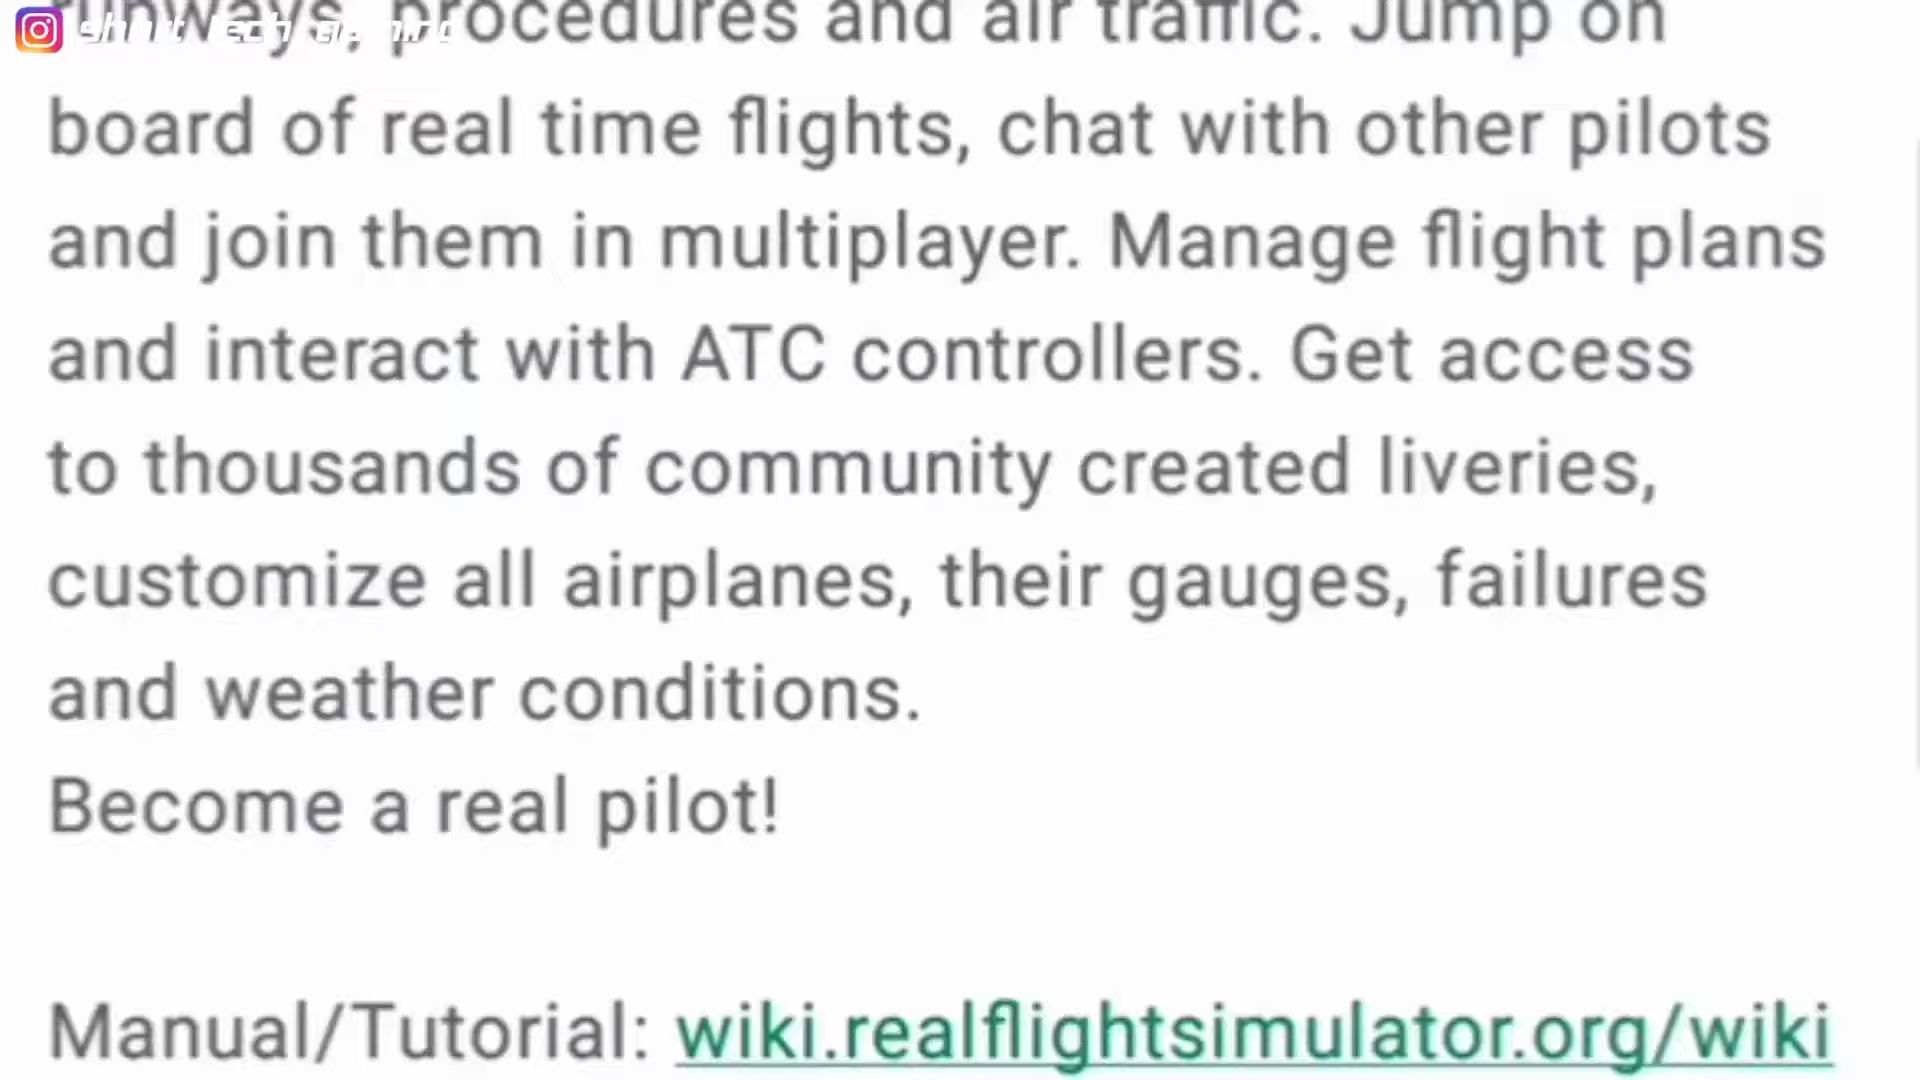 runways, procedures and air traffic. Jump on
board of real time flights, chat with other pilots
and join them in multiplayer. Manage flight plans
and interact with ATC controllers. Get access
to thousands of community created liveries,
customize all airplanes, their gauges, failures
and weather conditions.
Become a real pilot!
Manual/Tutorial: wiki.realflightsimulator.org/wiki